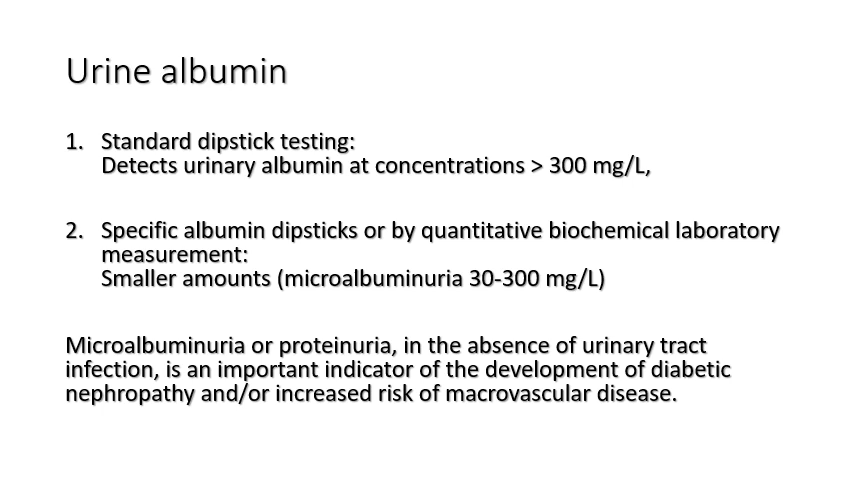 Urine albumin
1. Standard dipstick testing:
Detects urinary albumin at concentrations > 300 mg/L,
2. Specific albumin dipsticks or by quantitative biochemical laboratory
measurement:
Smaller amounts (microalbuminuria 30-300 mg/L)
Microalbuminuria or proteinuria, in the absence of urinary tract
infection, is an important indicator of the development of diabetic
nephropathy and/or increased risk of macrovascular disease.